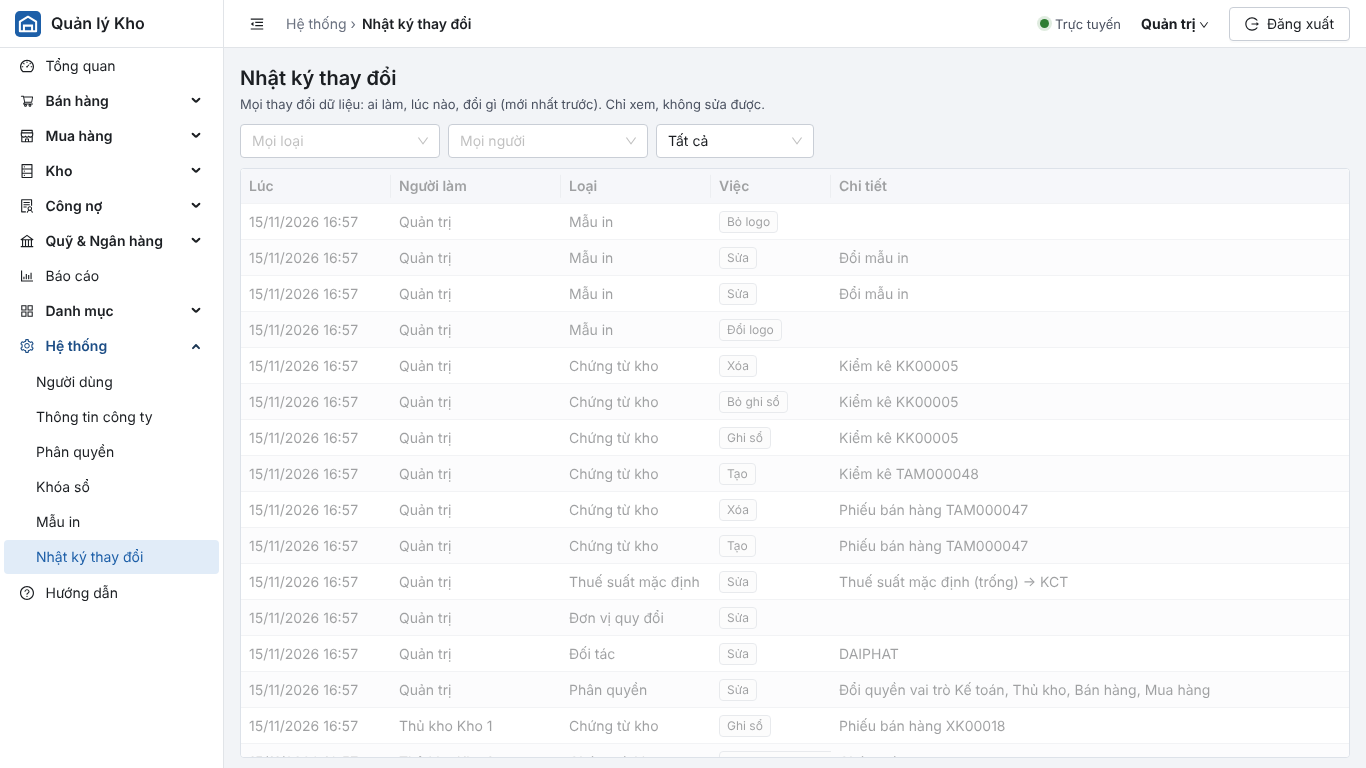 Quản lý Kho
Hệ thống › Nhật ký thay đổi
Trực tuyến
Quản trị
Đăng xuất
Tổng quan
Bán hàng
Mua hàng
Kho
Công nợ
Quỹ & Ngân hàng
Báo cáo
Danh mục
Hệ thống
Người dùng
Thông tin công ty
Phân quyền
Khóa sổ
Mẫu in
Nhật ký thay đổi
Hướng dẫn
Nhật ký thay đổi
Mọi thay đổi dữ liệu: ai làm, lúc nào, đổi gì (mới nhất trước). Chỉ xem, không sửa được.
Mọi loại Mọi người Tất cả
Lúc Người làm Loại Việc Chi tiết
15/11/2026 16:57 Quản trị Mẫu in Bỏ logo
15/11/2026 16:57 Quản trị Mẫu in Sửa Đổi mẫu in
15/11/2026 16:57 Quản trị Mẫu in Sửa Đổi mẫu in
15/11/2026 16:57 Quản trị Mẫu in Đổi logo
15/11/2026 16:57 Quản trị Chứng từ kho Xóa Kiểm kê KK00005
15/11/2026 16:57 Quản trị Chứng từ kho Bỏ ghi sổ Kiểm kê KK00005
15/11/2026 16:57 Quản trị Chứng từ kho Ghi sổ Kiểm kê KK00005
15/11/2026 16:57 Quản trị Chứng từ kho Tạo Kiểm kê TAM000048
15/11/2026 16:57 Quản trị Chứng từ kho Xóa Phiếu bán hàng TAM000047
15/11/2026 16:57 Quản trị Chứng từ kho Tạo Phiếu bán hàng TAM000047
15/11/2026 16:57 Quản trị Thuế suất mặc định Sửa Thuế suất mặc định (trống) → KCT
15/11/2026 16:57 Quản trị Đơn vị quy đổi Sửa
15/11/2026 16:57 Quản trị Đối tác Sửa DAIPHAT
15/11/2026 16:57 Quản trị Phân quyền Sửa Đổi quyền vai trò Kế toán, Thủ kho, Bán hàng, Mua hàng
15/11/2026 16:57 Thủ kho Kho 1 Chứng từ kho Ghi sổ Phiếu bán hàng XK00018